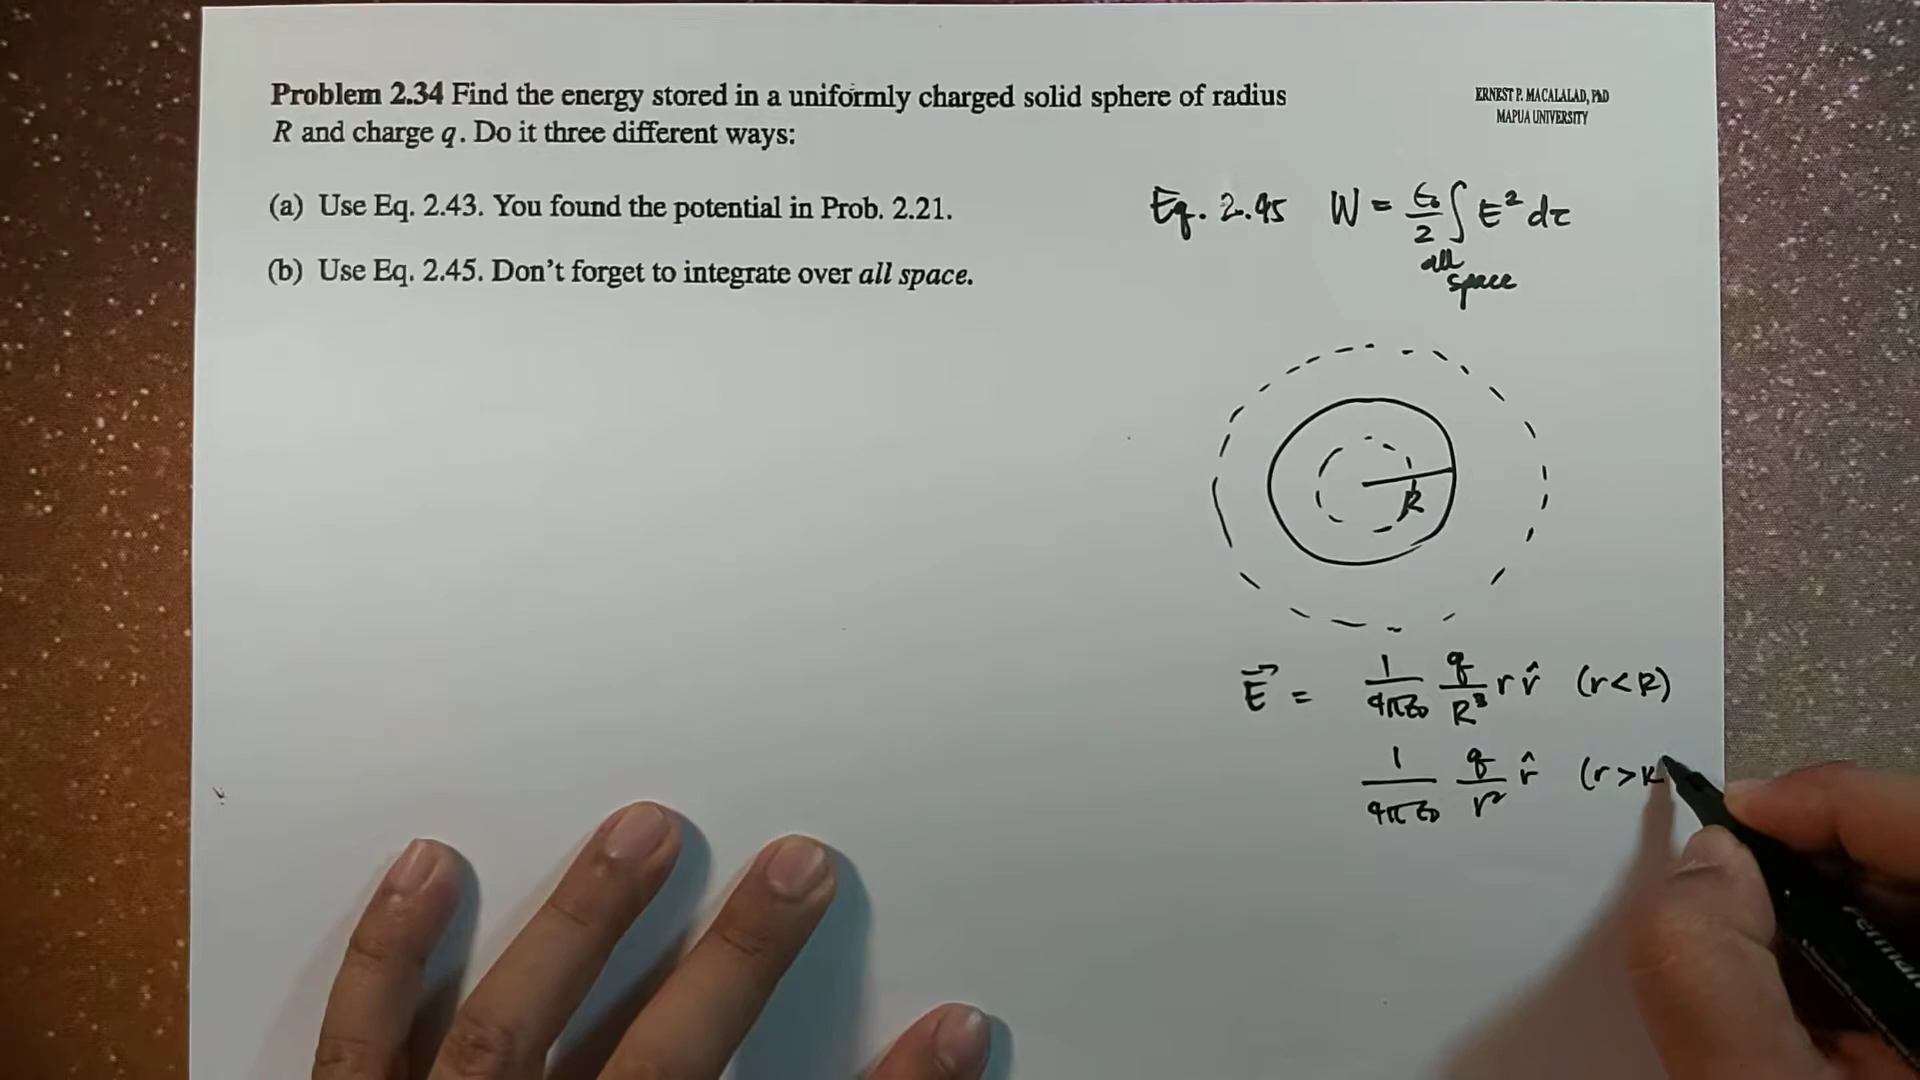 Problem 2.34 Find the energy stored in a uniformly charged solid sphere of radius
R and charge q. Do it three different ways:
ERNEST P. MACALALAD, PhD
MAPUA UNIVERSITY
(a) Use Eq. 2.43. You found the potential in Prob. 2.21.
(b) Use Eq. 2.45. Don't forget to integrate over all space.
Eq. 2.45 W = ε₀/2 ∫ E² dτ
all
space
R
E⃗ = 1/4πε₀ q/R³ r r̂ (r<R)
1/4πε₀ q/r² r̂ (r>R